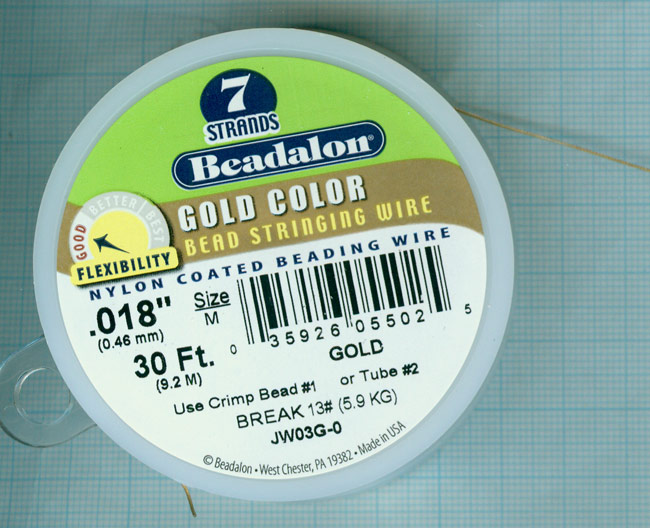 7
STRANDS
Beadalon®
GOLD COLOR
BEAD STRINGING WIRE
GOOD BETTER BEST
FLEXIBILITY
NYLON COATED BEADING WIRE
.018"
(0.46 mm)
Size
M
0 35926 05502 5
30 Ft.
(9.2 M)
GOLD
Use Crimp Bead #1 or Tube #2
BREAK 13# (5.9 KG)
JW03G-0
© Beadalon • West Chester, PA 19382 • Made in USA